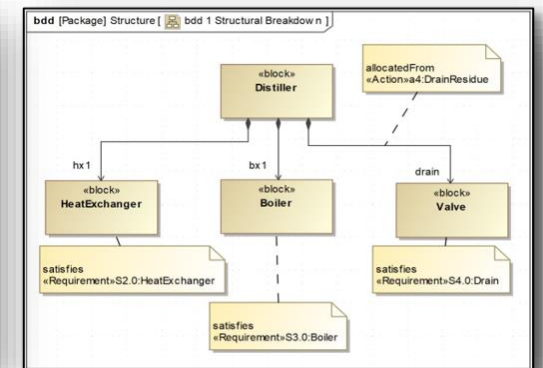 bdd [Package] Structure [ bdd 1 Structural Breakdown ]
allocatedFrom
«Action»a4:DrainResidue
«block»
Distiller
hx1
bx1
drain
«block»
HeatExchanger
«block»
Boiler
«block»
Valve
satisfies
«Requirement»S2.0:HeatExchanger
satisfies
«Requirement»S4.0:Drain
satisfies
«Requirement»S3.0:Boiler